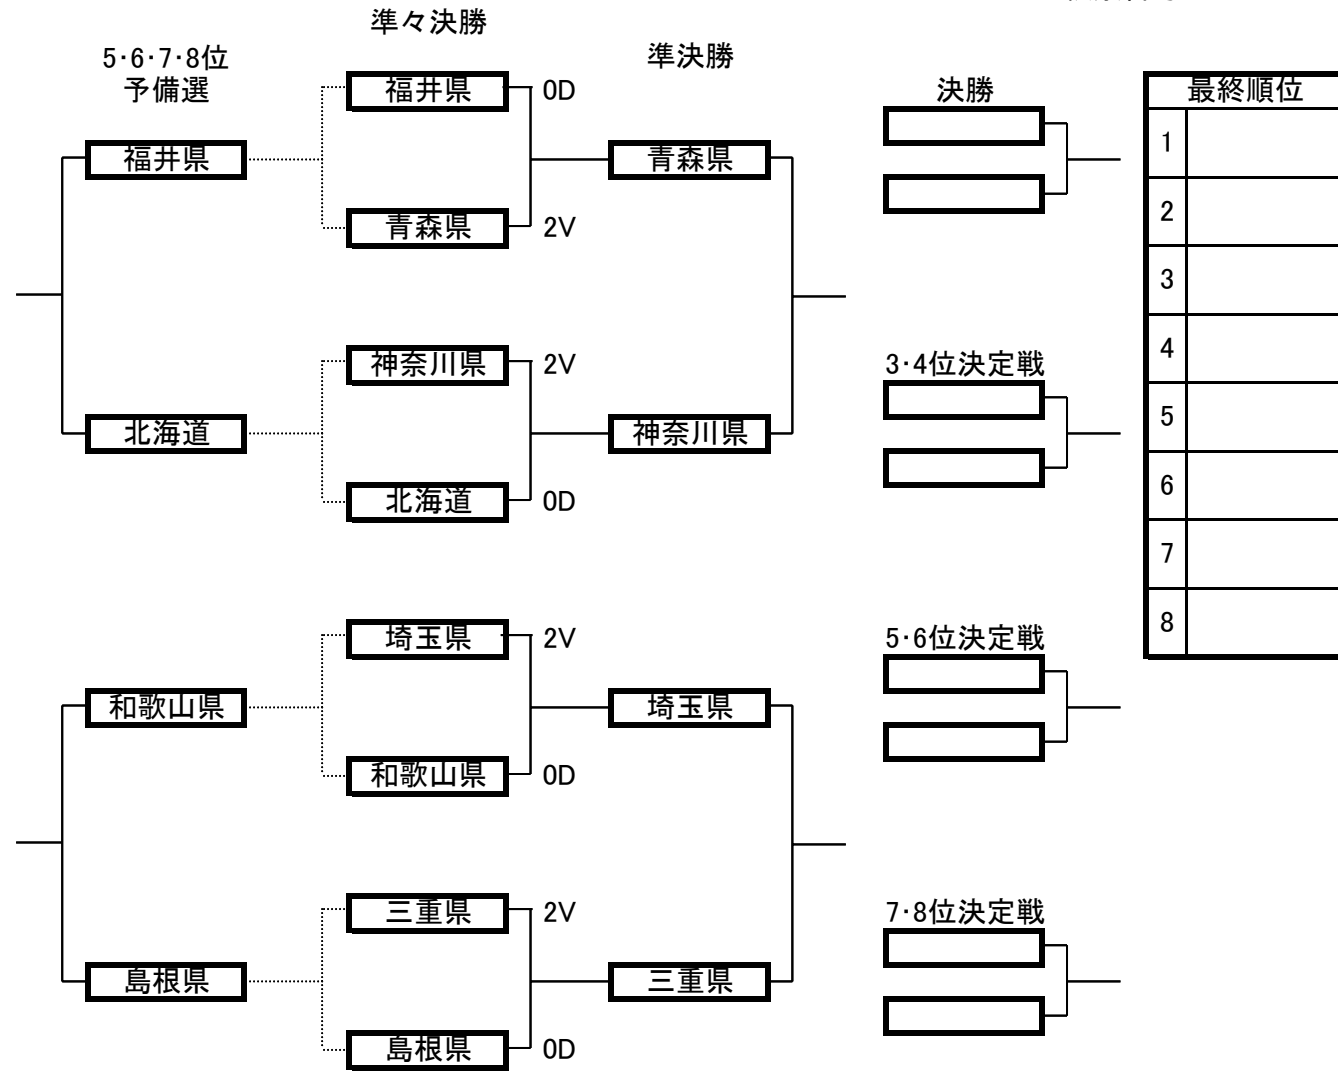 準々決勝
5･6･7･8位
予備選
準決勝
福井県
0D
決勝
最終順位
福井県
青森県
1
青森県
2V
2
3
神奈川県
2V
3･4位決定戦
4
北海道
神奈川県
5
北海道
0D
6
7
埼玉県
2V
5･6位決定戦
8
和歌山県
埼玉県
和歌山県
0D
三重県
2V
7･8位決定戦
島根県
三重県
島根県
0D